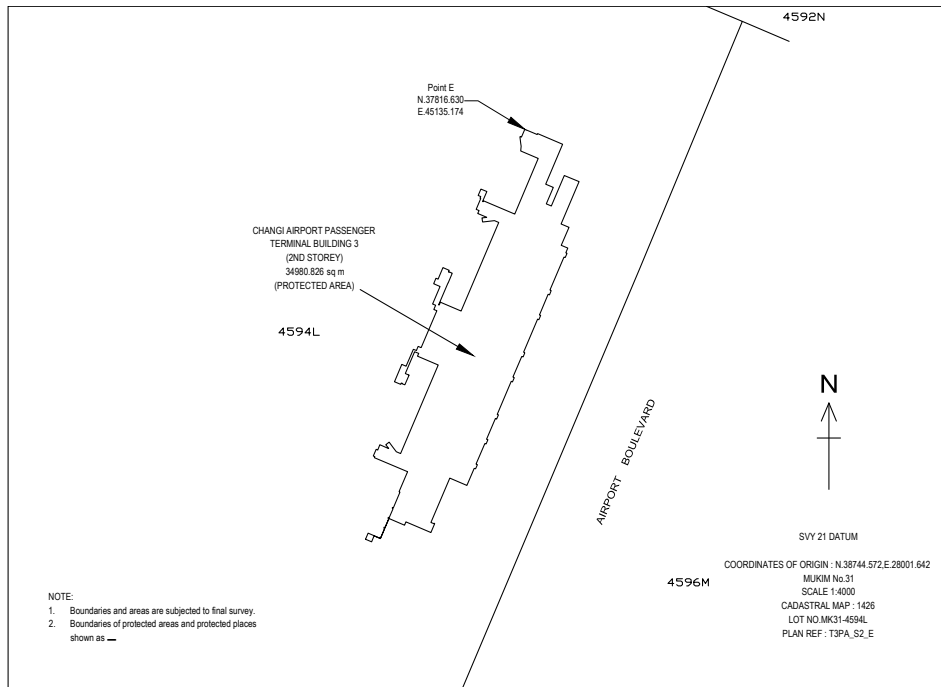 4592N
Point E
N.37816.630
E.45135.174
CHANGI AIRPORT PASSENGER
TERMINAL BUILDING 3
(2ND STOREY)
34980.826 sq m
(PROTECTED AREA)
4594L
N
AIRPORT BOULEVARD
SVY 21 DATUM
COORDINATES OF ORIGIN : N.38744.572,E.28001.642
MUKIM No.31
SCALE 1:4000
CADASTRAL MAP : 1426
LOT NO.MK31-4594L
PLAN REF : T3PA_S2_E
4596M
NOTE:
1. Boundaries and areas are subjected to final survey.
2. Boundaries of protected areas and protected places
shown as